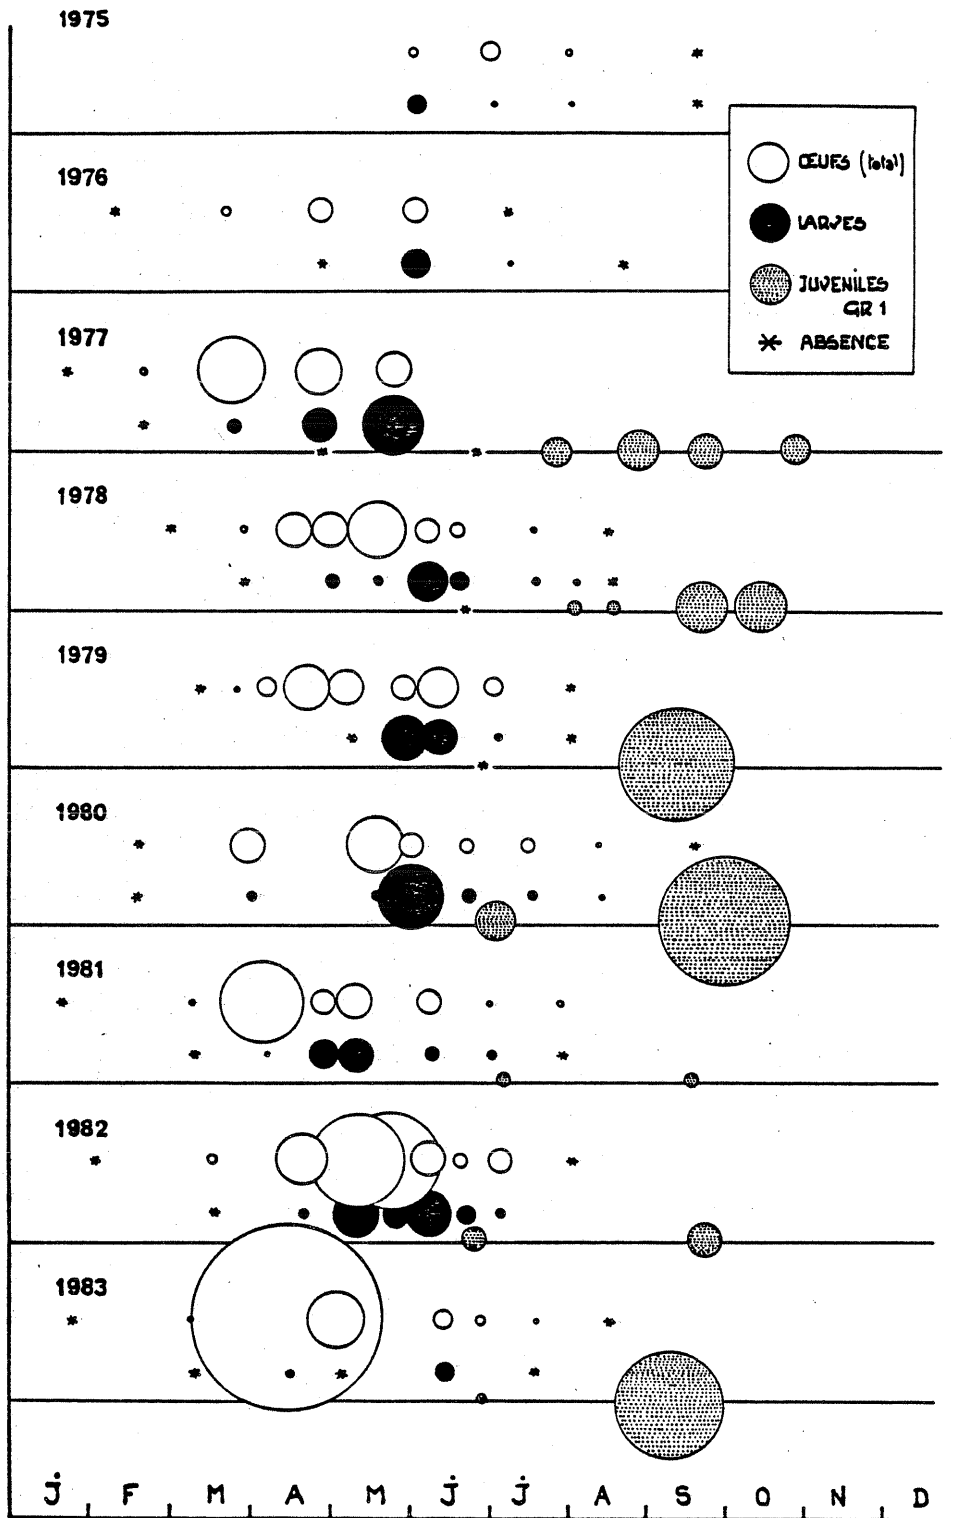 1975
ŒUFS (total)
LARVES
JUVENILES
GR 1
* ABSENCE
1976
1977
1978
1979
1980
1981
1982
1983
J F M A M J J A S O N D